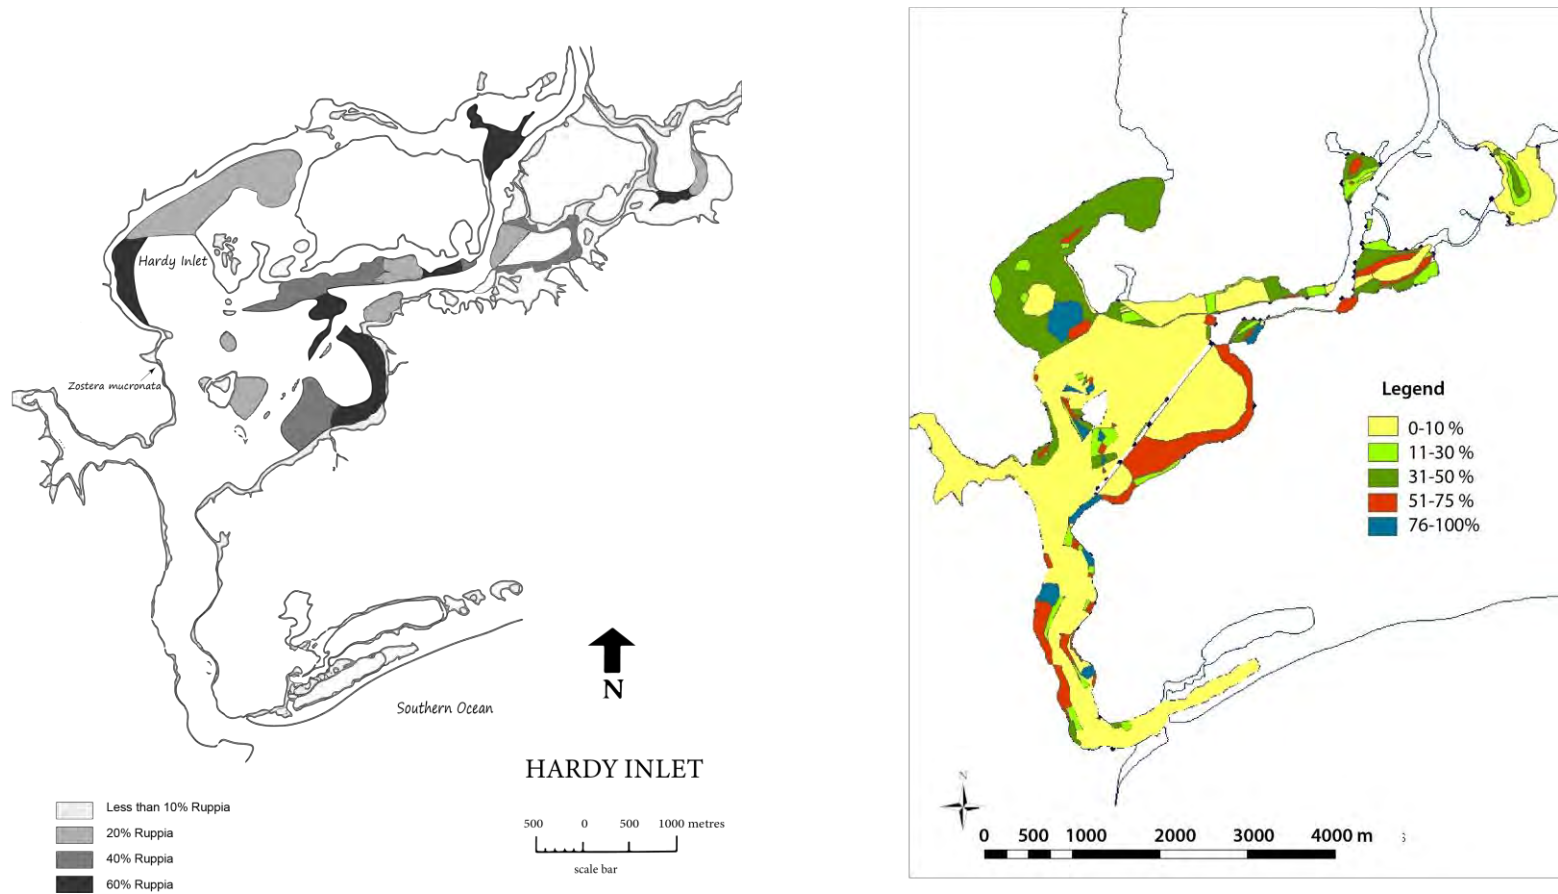 Hardy Inlet
Zostera mucronata
Southern Ocean
N
HARDY INLET
500 0 500 1000 metres
scale bar
Less than 10% Ruppia
20% Ruppia
40% Ruppia
60% Ruppia
Legend
0-10 %
11-30 %
31-50 %
51-75 %
76-100%
N
0 500 1000 2000 3000 4000 m
s